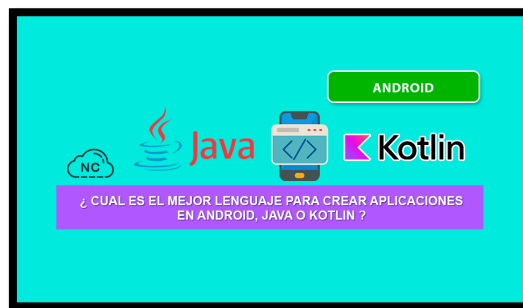 ANDROID
Java
</>
Kotlin
NC
¿ CUAL ES EL MEJOR LENGUAJE PARA CREAR APLICACIONES
EN ANDROID, JAVA O KOTLIN ?